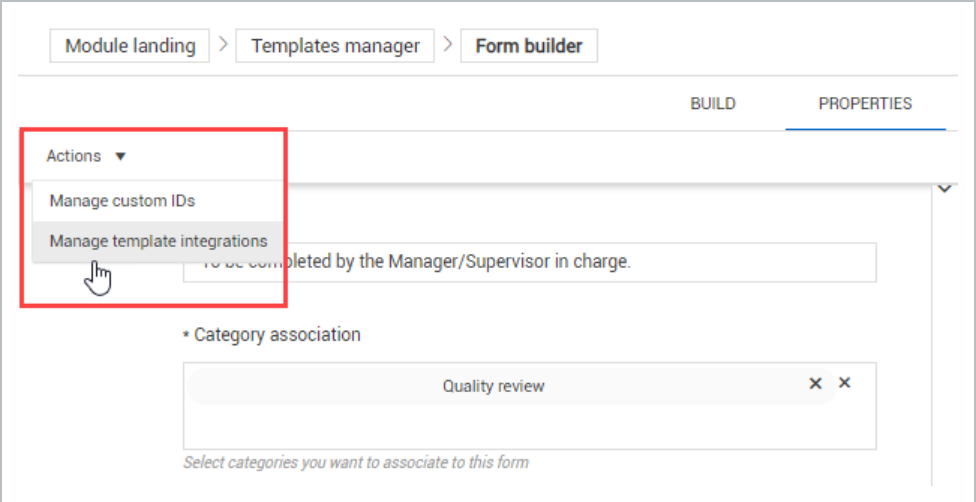 Module landing > Templates manager > Form builder
BUILD PROPERTIES
Actions
Manage custom IDs
Manage template integrations
To be completed by the Manager/Supervisor in charge.
* Category association
Quality review
Select categories you want to associate to this form